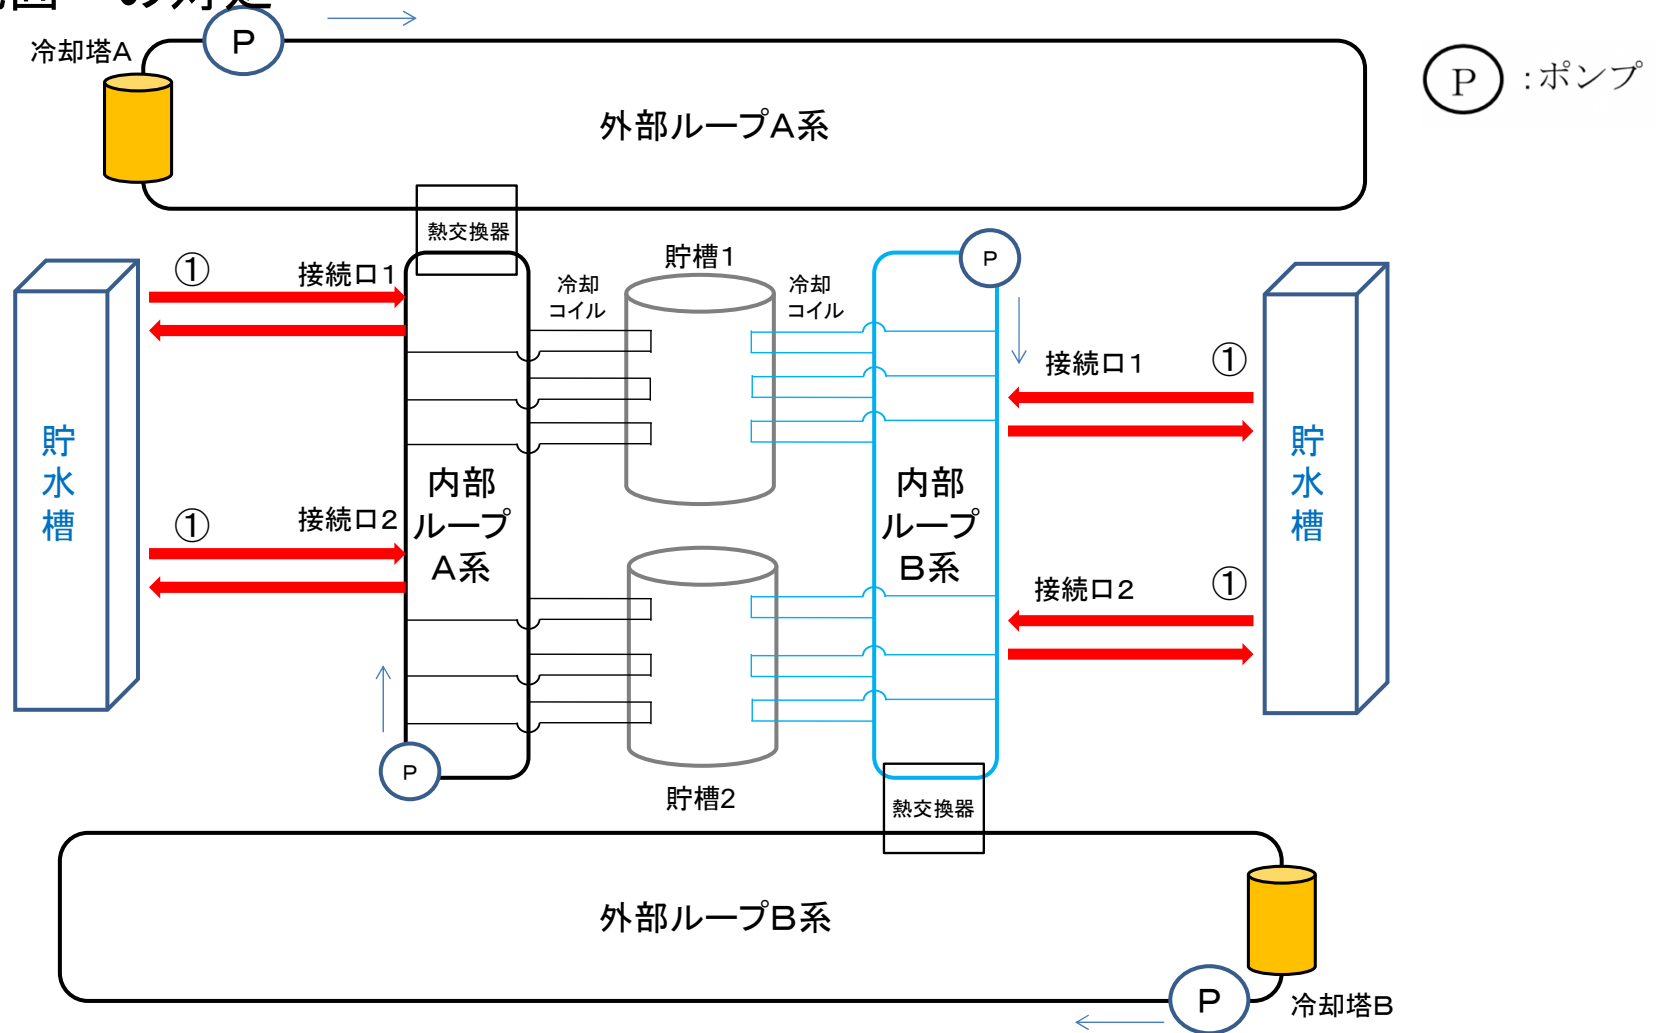 への対処
冷却塔A
P
P
:ポンプ
外部ループA系
熱交換器
①
接続口1
貯槽1
冷却
コイル
冷却
コイル
P
接続口1
①
貯
水
槽
内部
ループ
A系
内部
ループ
B系
貯
水
槽
①
接続口2
接続口2
①
P
貯槽2
熱交換器
外部ループB系
P
冷却塔B